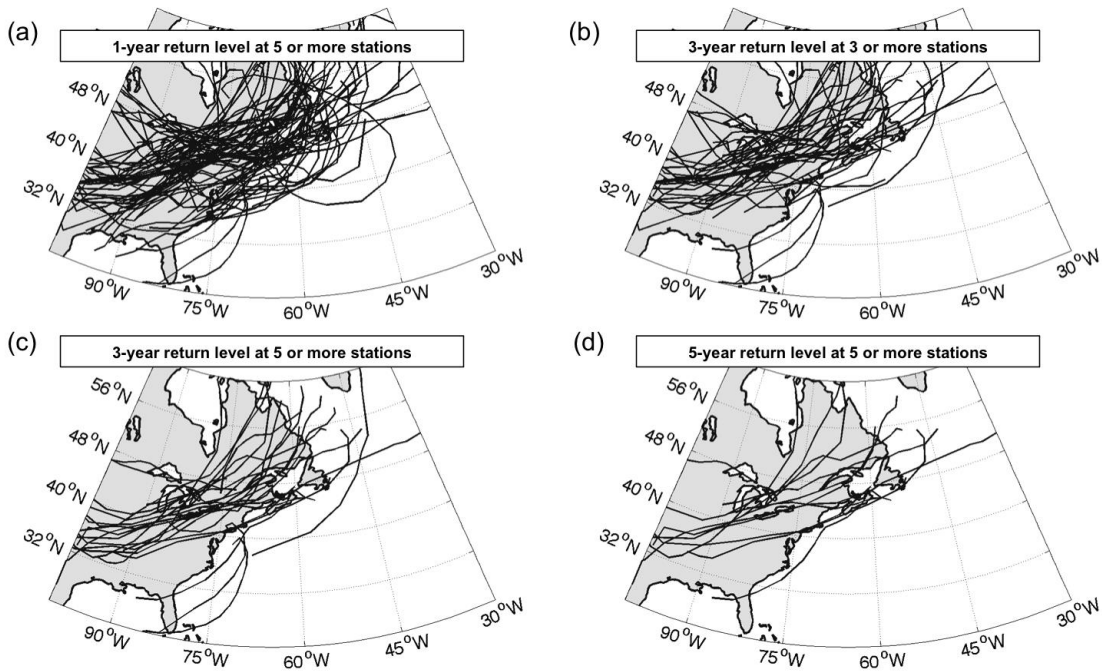 (a)
1-year return level at 5 or more stations
48°N
40°N
32°N
90°W
75°W
60°W
45°W
30°W
(b)
3-year return level at 3 or more stations
48°N
40°N
32°N
90°W
75°W
60°W
45°W
30°W
(c)
3-year return level at 5 or more stations
56°N
48°N
40°N
32°N
90°W
75°W
60°W
45°W
30°W
(d)
5-year return level at 5 or more stations
56°N
48°N
40°N
32°N
90°W
75°W
60°W
45°W
30°W